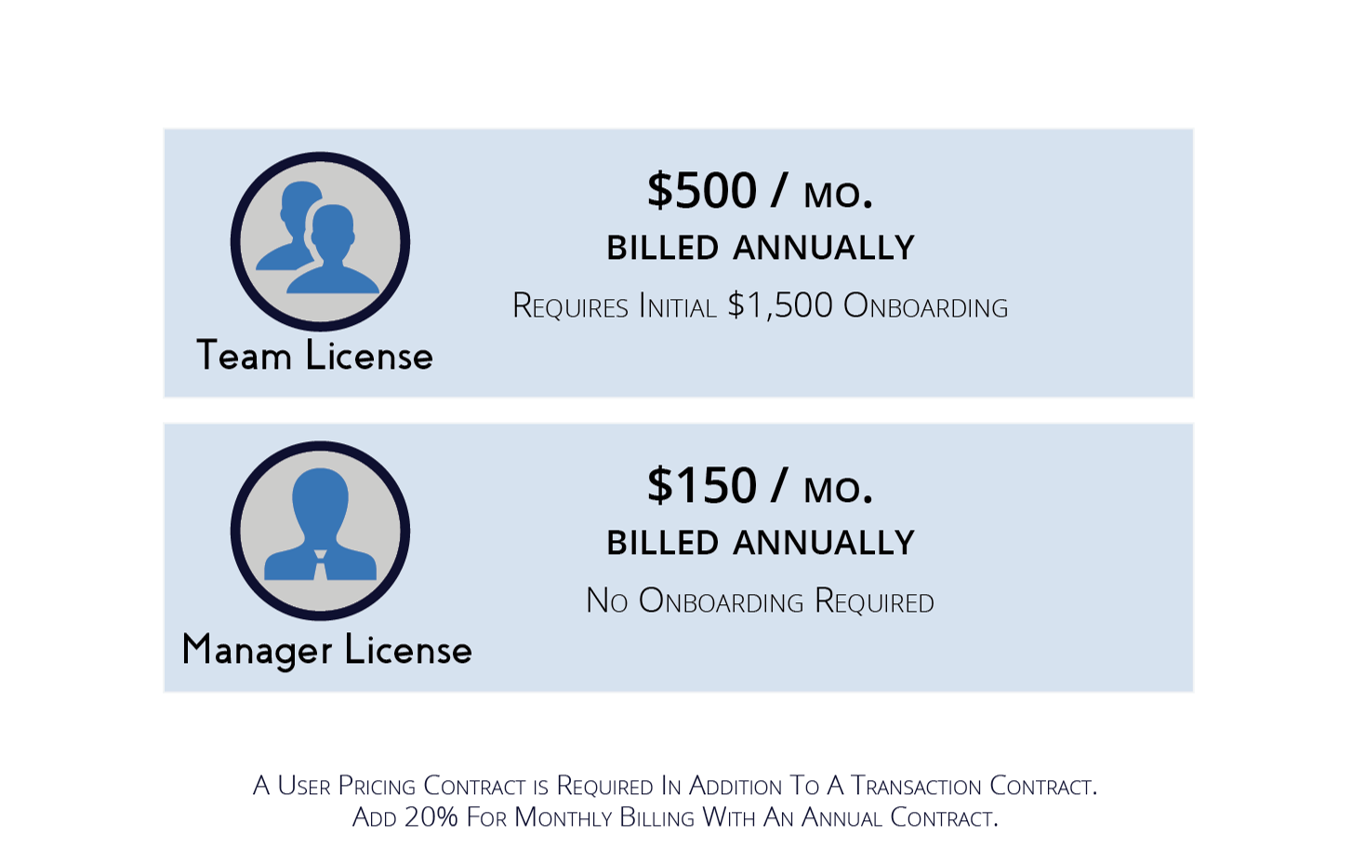 $500 / MO.
BILLED ANNUALLY
Requires Initial $1,500 Onboarding
Team License
$150 / MO.
BILLED ANNUALLY
No Onboarding Required
Manager License
A User Pricing Contract is Required In Addition To A Transaction Contract.
Add 20% For Monthly Billing With An Annual Contract.